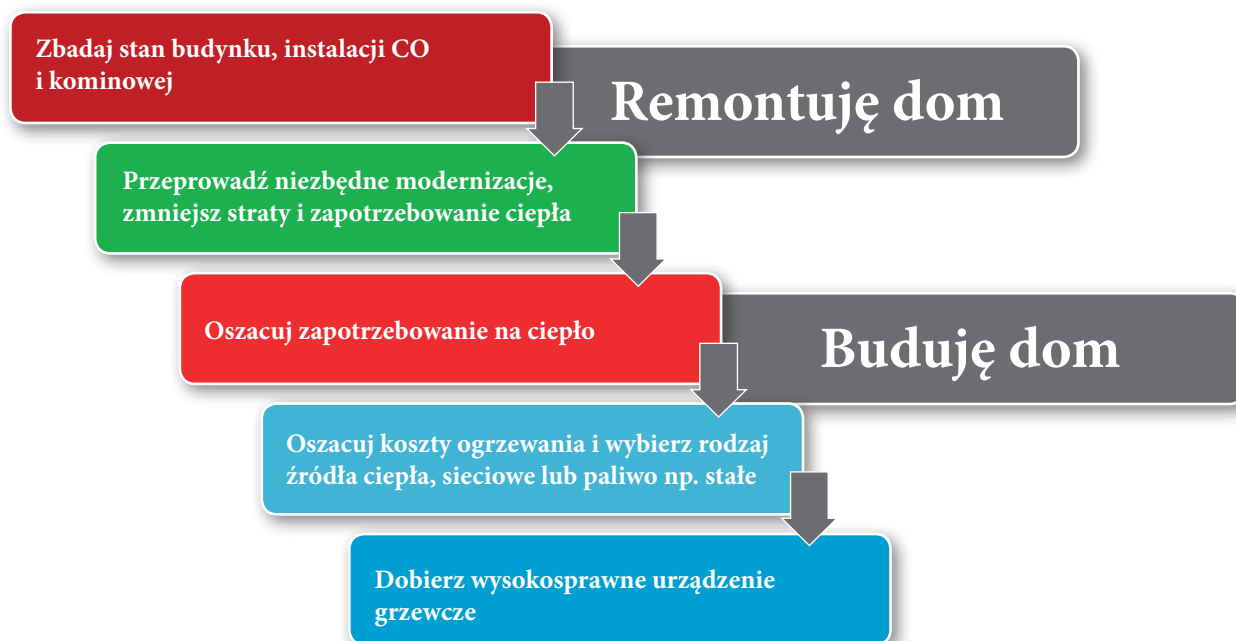 Zbadaj stan budynku, instalacji CO
i kominowej
Remontuję dom
Przeprowadź niezbędne modernizacje,
zmniejsz straty i zapotrzebowanie ciepła
Oszacuj zapotrzebowanie na ciepło
Buduję dom
Oszacuj koszty ogrzewania i wybierz rodzaj
źródła ciepła, sieciowe lub paliwo np. stałe
Dobierz wysokosprawne urządzenie
grzewcze